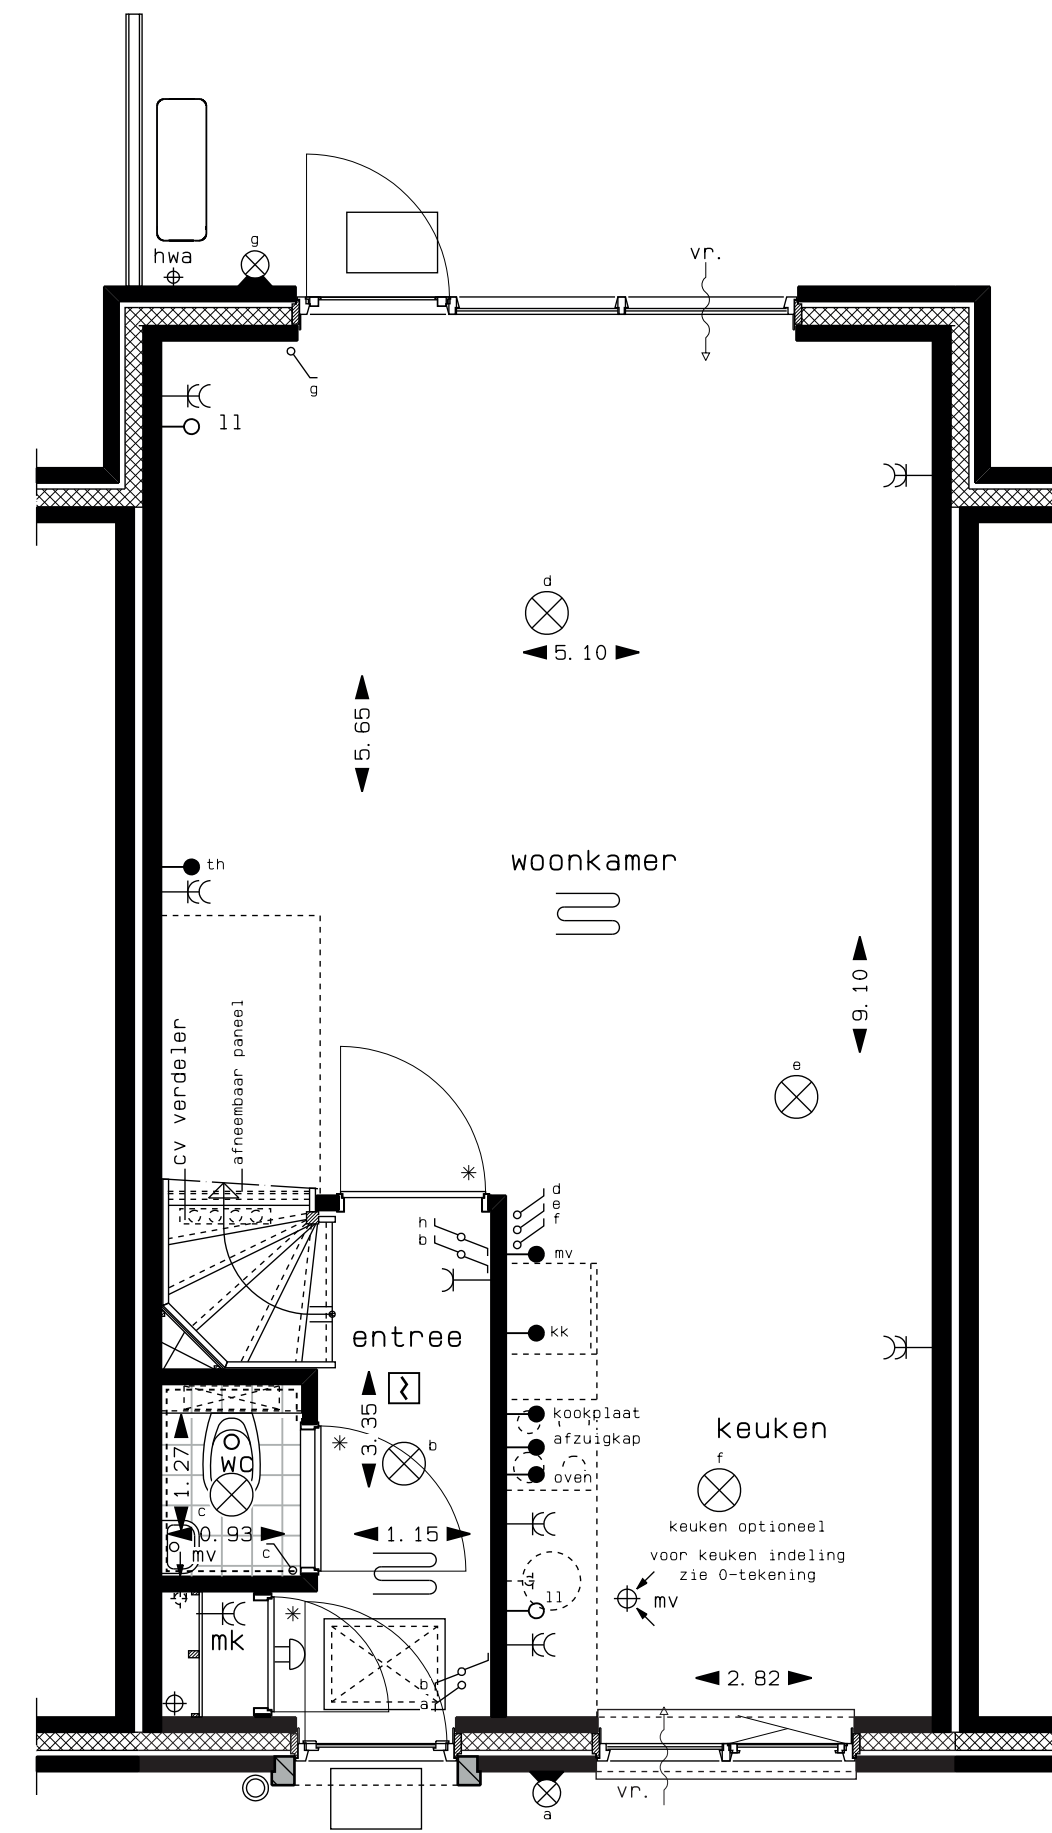 g
hwa
vr.
g
ll
d
5.10
5.65
th
woonkamer
9.10
cv verdeler
afneembaar paneel
e
d
e
f
h
b
mv
kk
entree
kookplaat
afzuigkap
oven
keuken
3.35
b
f
1.27
wc
c
0.93
c
mv
1.15
keuken optioneel
voor keuken indeling
zie O-tekening
ll
mv
mk
b
a
2.82
vr.
a